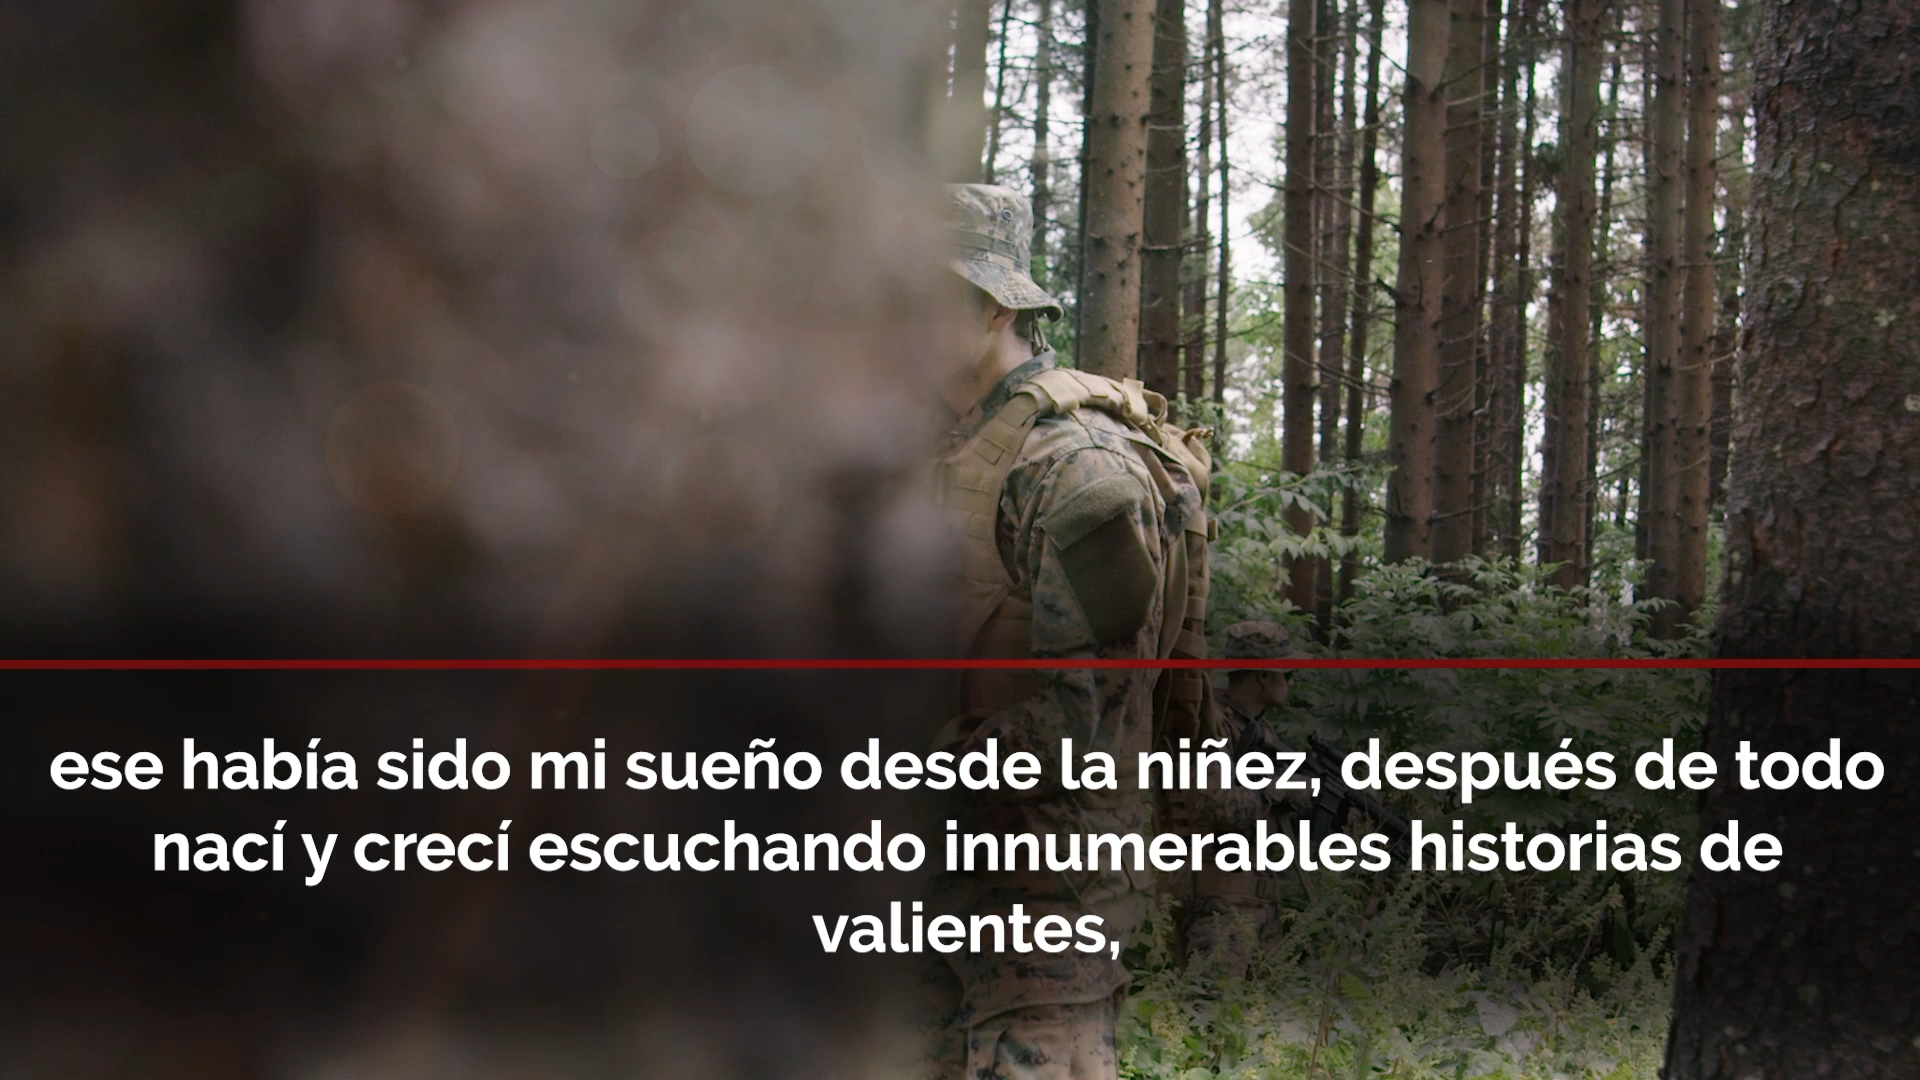 ese había sido mi sueño desde la niñez, después de todo
nací y crecí escuchando innumerables historias de
valientes,